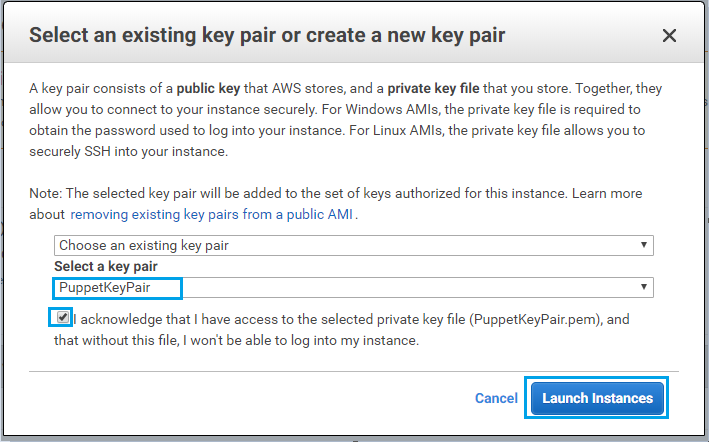 Select an existing key pair or create a new key pair
A key pair consists of a public key that AWS stores, and a private key file that you store. Together, they
allow you to connect to your instance securely. For Windows AMIs, the private key file is required to
obtain the password used to log into your instance. For Linux AMIs, the private key file allows you to
securely SSH into your instance.
Note: The selected key pair will be added to the set of keys authorized for this instance. Learn more
about removing existing key pairs from a public AMI.
Choose an existing key pair
Select a key pair
PuppetKeyPair
I acknowledge that I have access to the selected private key file (PuppetKeyPair.pem), and
that without this file, I won't be able to log into my instance.
Cancel Launch Instances